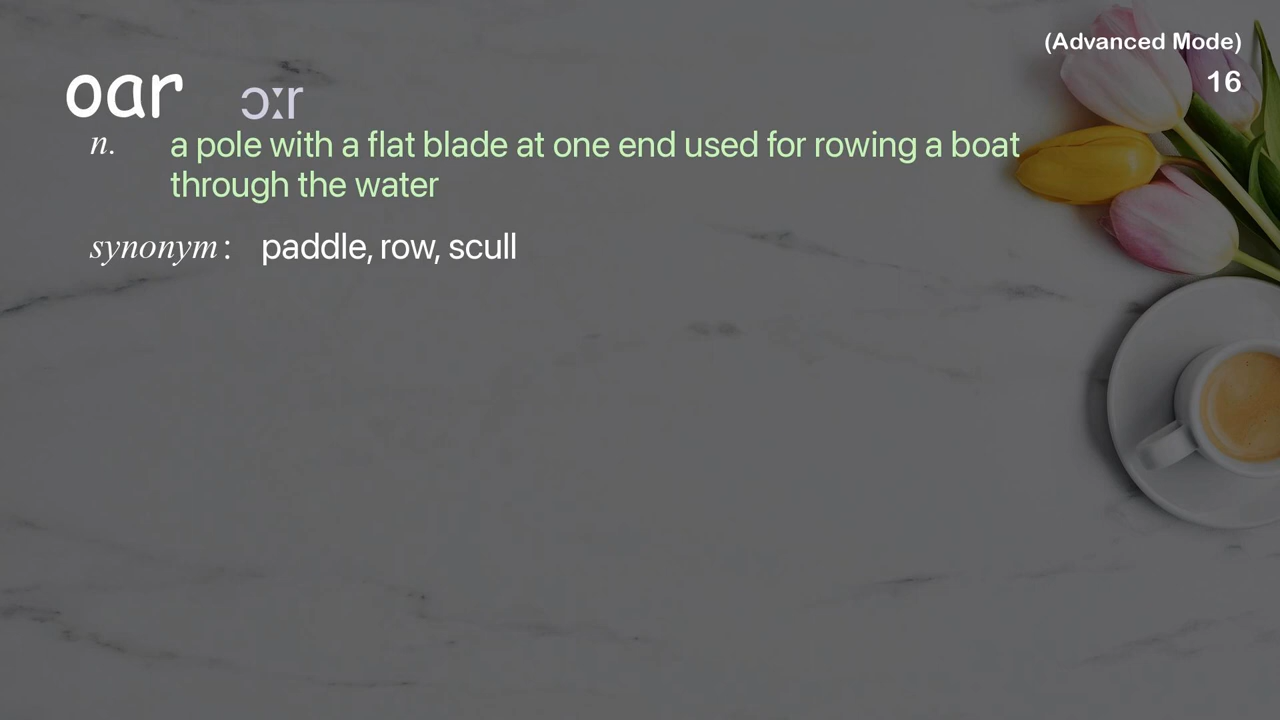 (Advanced Mode)
16
oar ɔːr
n. a pole with a flat blade at one end used for rowing a boat
through the water
synonym : paddle, row, scull